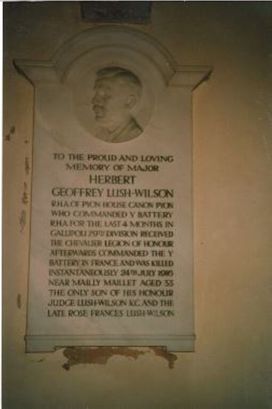 TO THE PROUD AND LOVING
MEMORY OF MAJOR
HERBERT
GEOFFREY LUSH-WILSON
R.H.A. OF PYON HOUSE CANON PYON
WHO COMMANDED Y BATTERY
R.H.A. FOR THE LAST 4 MONTHS IN
GALLIPOLI 29TH DIVISION RECEIVED
THE CHEVALIER LEGION OF HONOUR
AFTERWARDS COMMANDED THE Y
BATTERY IN FRANCE AND WAS KILLED
INSTANTANEOUSLY JULY 1916
NEAR MAILLY MAILLET AGED 33
THE ONLY SON OF HIS HONOUR
JUDGE LUSH-WILSON K.C. AND THE
LATE ROSE FRANCES LUSH-WILSON